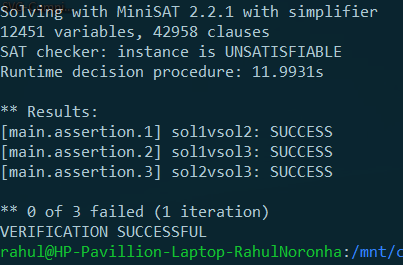 Solving with MiniSAT 2.2.1 with simplifier
12451 variables, 42958 clauses
SAT checker: instance is UNSATISFIABLE
Runtime decision procedure: 11.9931s
** Results:
[main.assertion.1] sol1vsol2: SUCCESS
[main.assertion.2] sol1vsol3: SUCCESS
[main.assertion.3] sol2vsol3: SUCCESS
** 0 of 3 failed (1 iteration)
VERIFICATION SUCCESSFUL
rahul@HP-Pavillion-Laptop-RahulNoronha:/mnt/c